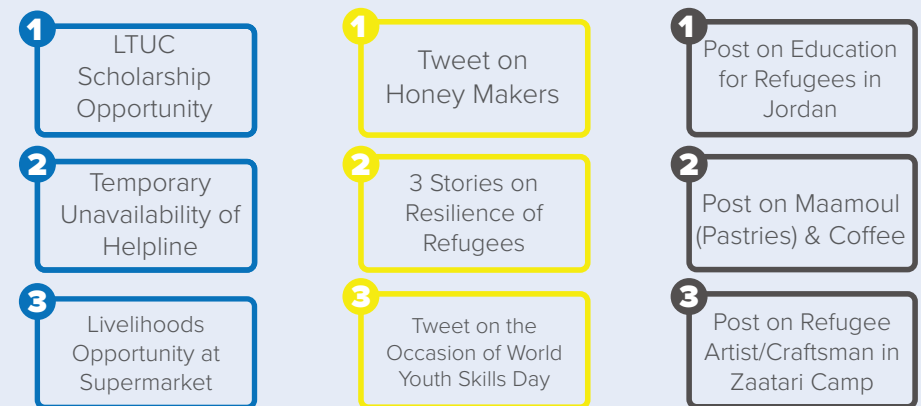 1
LTUC
Scholarship
Opportunity
2
Temporary
Unavailability of
Helpline
3
Livelihoods
Opportunity at
Supermarket
1
Tweet on
Honey Makers
2
3 Stories on
Resilience of
Refugees
3
Tweet on the
Occasion of World
Youth Skills Day
1
Post on Education
for Refugees in
Jordan
2
Post on Maamoul
(Pastries) & Coffee
3
Post on Refugee
Artist/Craftsman in
Zaatari Camp